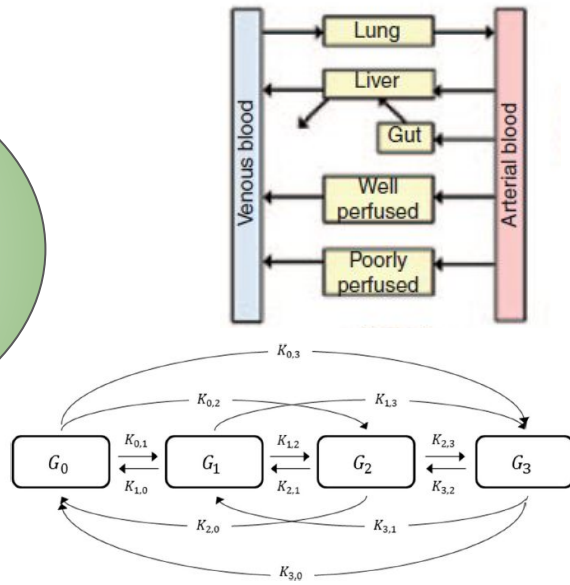 Venous blood
Lung
Liver
Gut
Well
perfused
Poorly
perfused
Arterial blood
K₀,₃
K₀,₂
K₁,₃
G₀
K₀,₁
K₁,₀
G₁
K₁,₂
K₂,₁
G₂
K₂,₃
K₃,₂
G₃
K₂,₀
K₃,₁
K₃,₀